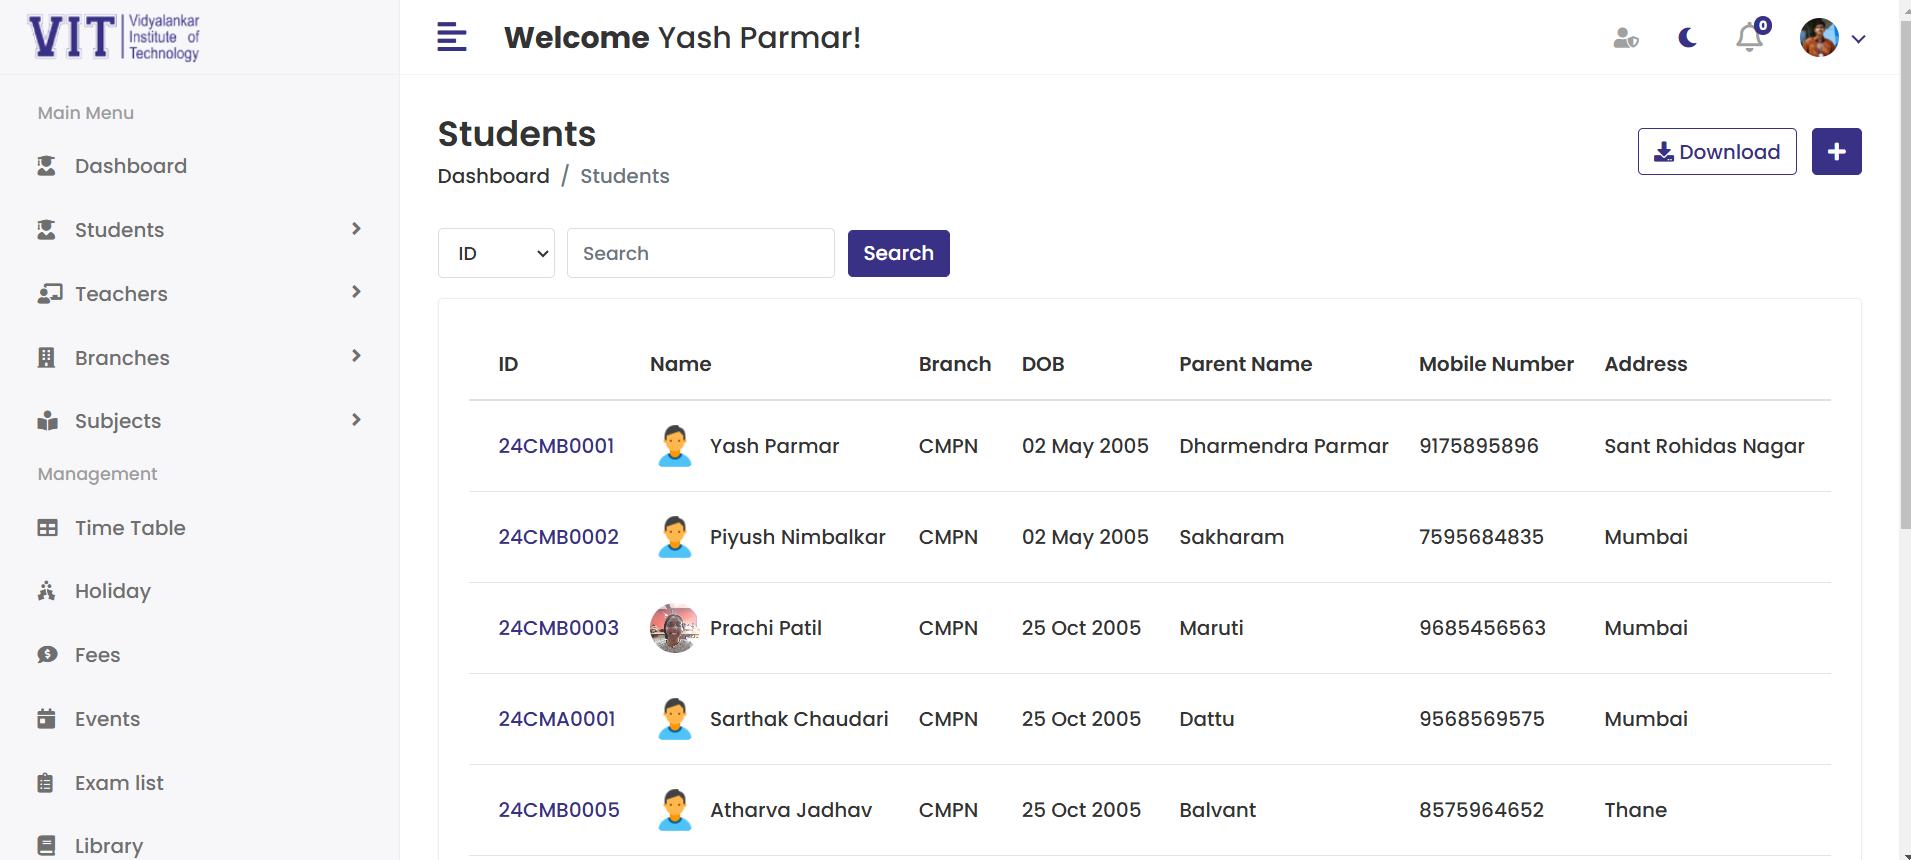 VIT Vidyalankar
Institute of
Technology
Welcome Yash Parmar!
0
Main Menu
Dashboard
Students
Teachers
Branches
Subjects
Management
Time Table
Holiday
Fees
Events
Exam list
Library
Students
Dashboard / Students
Download
+
ID Search Search
ID Name Branch DOB Parent Name Mobile Number Address
24CMB0001 Yash Parmar CMPN 02 May 2005 Dharmendra Parmar 9175895896 Sant Rohidas Nagar
24CMB0002 Piyush Nimbalkar CMPN 02 May 2005 Sakharam 7595684835 Mumbai
24CMB0003 Prachi Patil CMPN 25 Oct 2005 Maruti 9685456563 Mumbai
24CMA0001 Sarthak Chaudari CMPN 25 Oct 2005 Dattu 9568569575 Mumbai
24CMB0005 Atharva Jadhav CMPN 25 Oct 2005 Balvant 8575964652 Thane